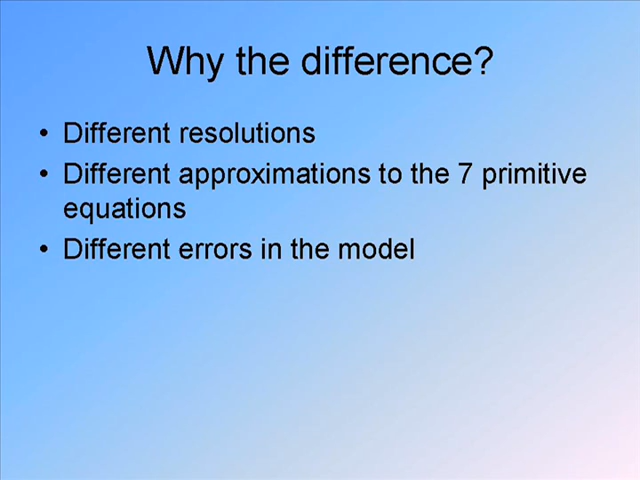 Why the difference?
• Different resolutions
• Different approximations to the 7 primitive
equations
• Different errors in the model